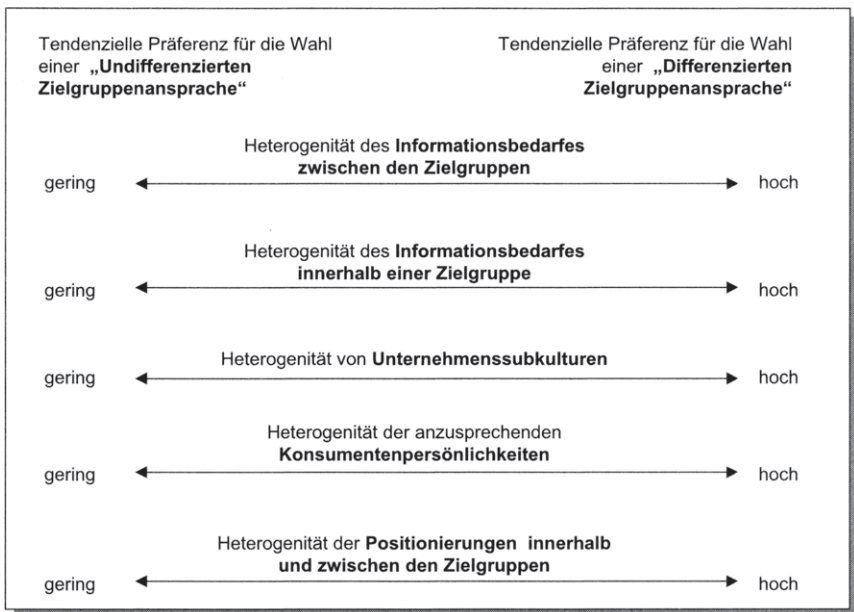 Tendenzielle Präferenz für die Wahl
einer „Undifferenzierten
Zielgruppenansprache“
Tendenzielle Präferenz für die Wahl
einer „Differenzierten
Zielgruppenansprache“
Heterogenität des Informationsbedarfes
zwischen den Zielgruppen
gering hoch
Heterogenität des Informationsbedarfes
innerhalb einer Zielgruppe
gering hoch
Heterogenität von Unternehmenssubkulturen
gering hoch
Heterogenität der anzusprechenden
Konsumentenpersönlichkeiten
gering hoch
Heterogenität der Positionierungen innerhalb
und zwischen den Zielgruppen
gering hoch